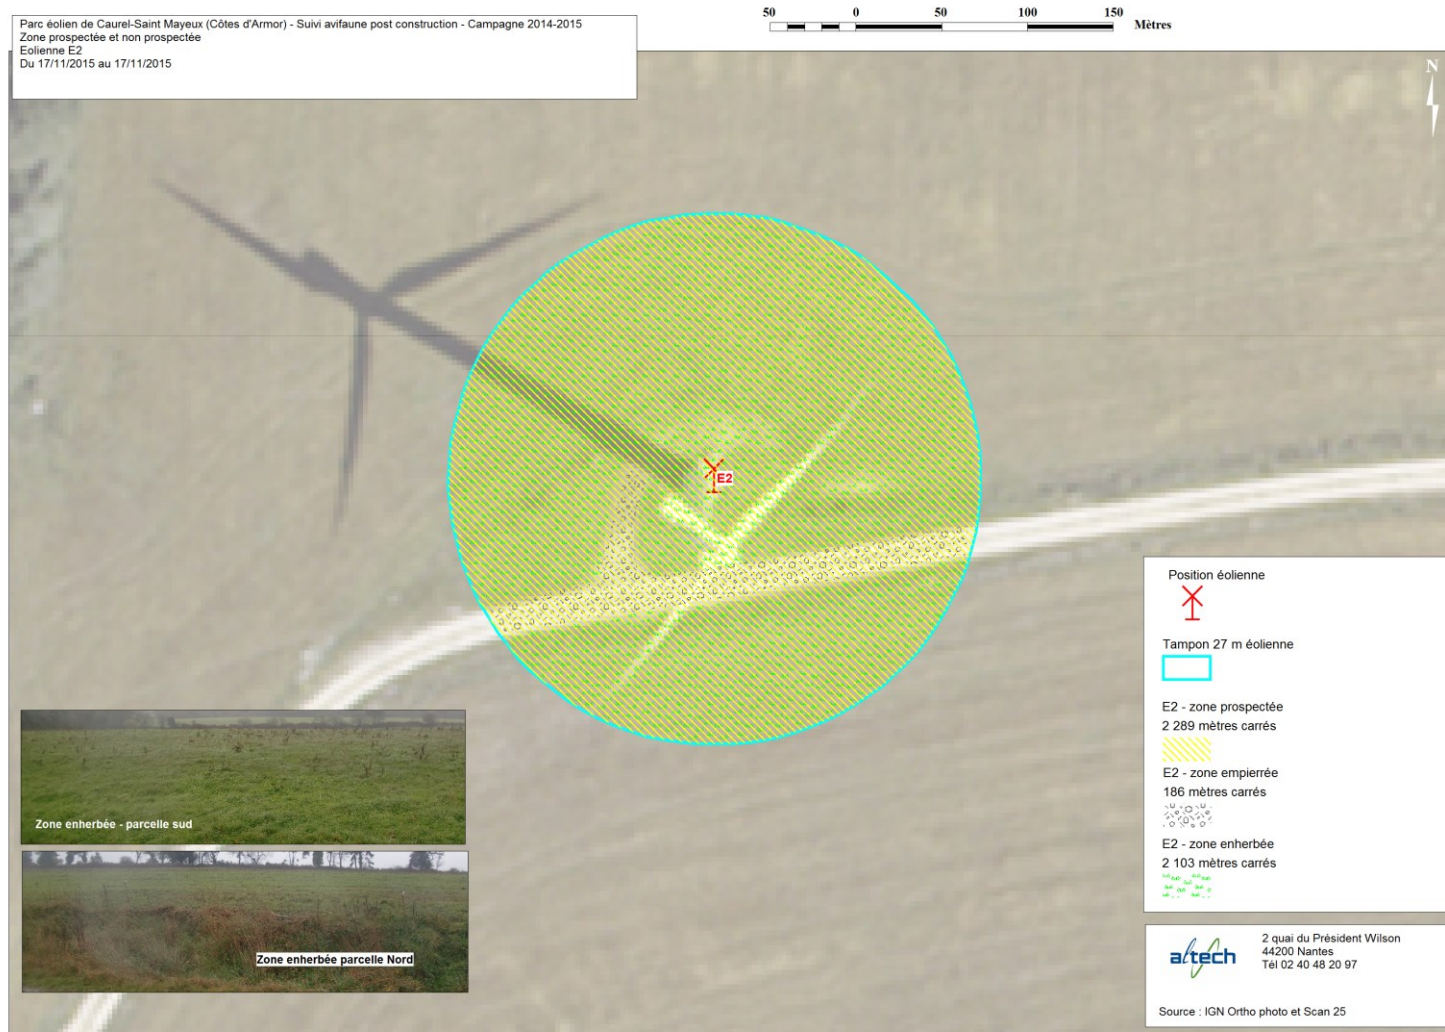 Parc éolien de Caurel-Saint Mayeux (Côtes d'Armor) - Suivi avifaune post construction - Campagne 2014-2015
Zone prospectée et non prospectée
Eolienne E2
Du 17/11/2015 au 17/11/2015
50 0 50 100 150 Mètres
N
E2
Position éolienne
Tampon 27 m éolienne
E2 - zone prospectée
2 289 mètres carrés
E2 - zone empierrée
186 mètres carrés
E2 - zone enherbée
2 103 mètres carrés
Zone enherbée - parcelle sud
Zone enherbée parcelle Nord
altech
2 quai du Président Wilson
44200 Nantes
Tél 02 40 48 20 97
Source : IGN Ortho photo et Scan 25